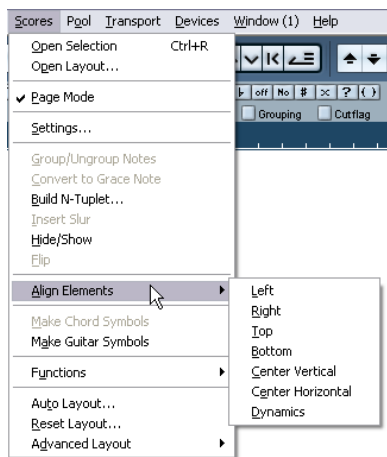 Scores Pool Transport Devices Window (1) Help
Open Selection Ctrl+R
Open Layout...
Page Mode
off No # x ? ( )
Grouping Cutflag
Settings...
Group/Ungroup Notes
Convert to Grace Note
Build N-Tuplet...
Insert Slur
Hide/Show
Flip
Align Elements
Left
Right
Top
Bottom
Center Vertical
Center Horizontal
Dynamics
Make Chord Symbols
Make Guitar Symbols
Functions
Auto Layout...
Reset Layout...
Advanced Layout